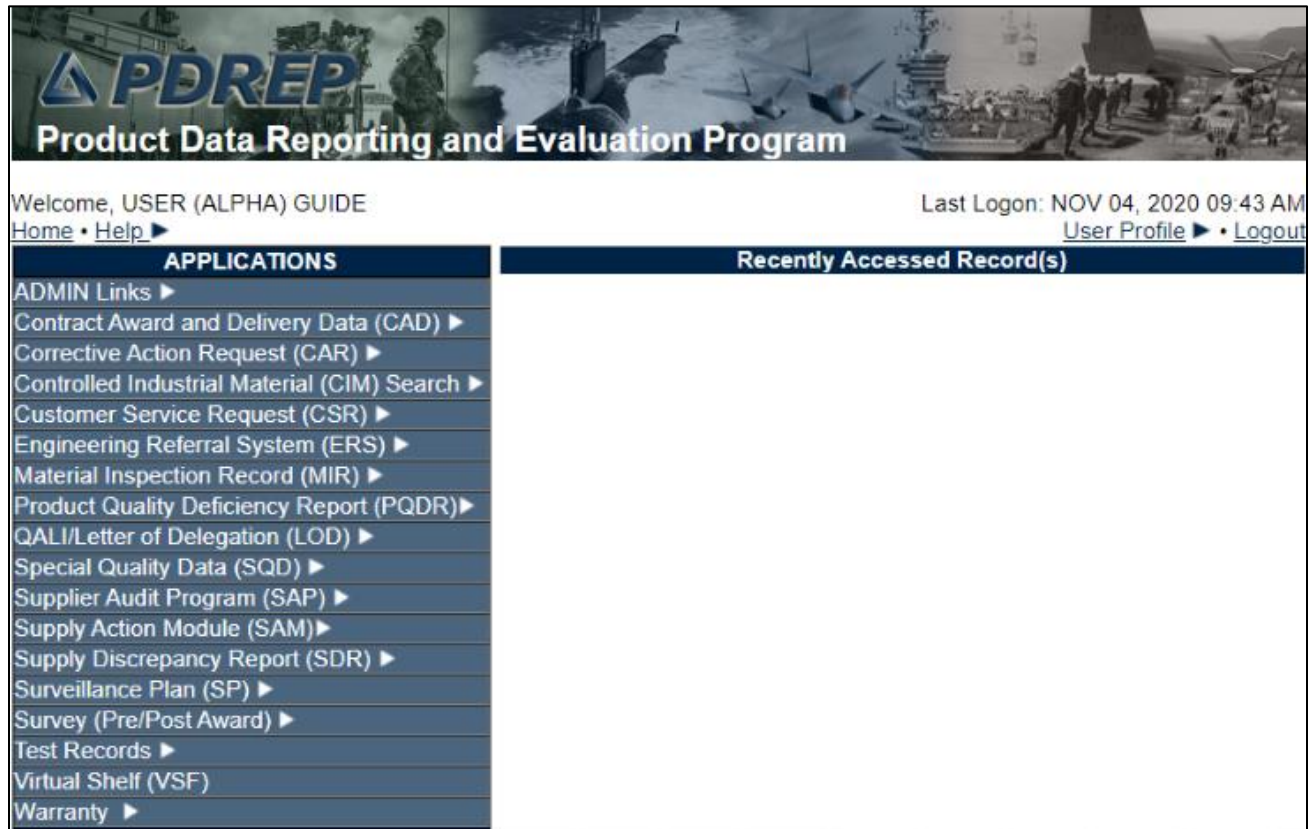 PDREP
Product Data Reporting and Evaluation Program
Welcome, USER (ALPHA) GUIDE
Last Logon: NOV 04, 2020 09:43 AM
Home • Help ▶
User Profile ▶ • Logout
APPLICATIONS
Recently Accessed Record(s)
ADMIN Links ▶
Contract Award and Delivery Data (CAD) ▶
Corrective Action Request (CAR) ▶
Controlled Industrial Material (CIM) Search ▶
Customer Service Request (CSR) ▶
Engineering Referral System (ERS) ▶
Material Inspection Record (MIR) ▶
Product Quality Deficiency Report (PQDR)▶
QALI/Letter of Delegation (LOD) ▶
Special Quality Data (SQD) ▶
Supplier Audit Program (SAP) ▶
Supply Action Module (SAM)▶
Supply Discrepancy Report (SDR) ▶
Surveillance Plan (SP) ▶
Survey (Pre/Post Award) ▶
Test Records ▶
Virtual Shelf (VSF)
Warranty ▶